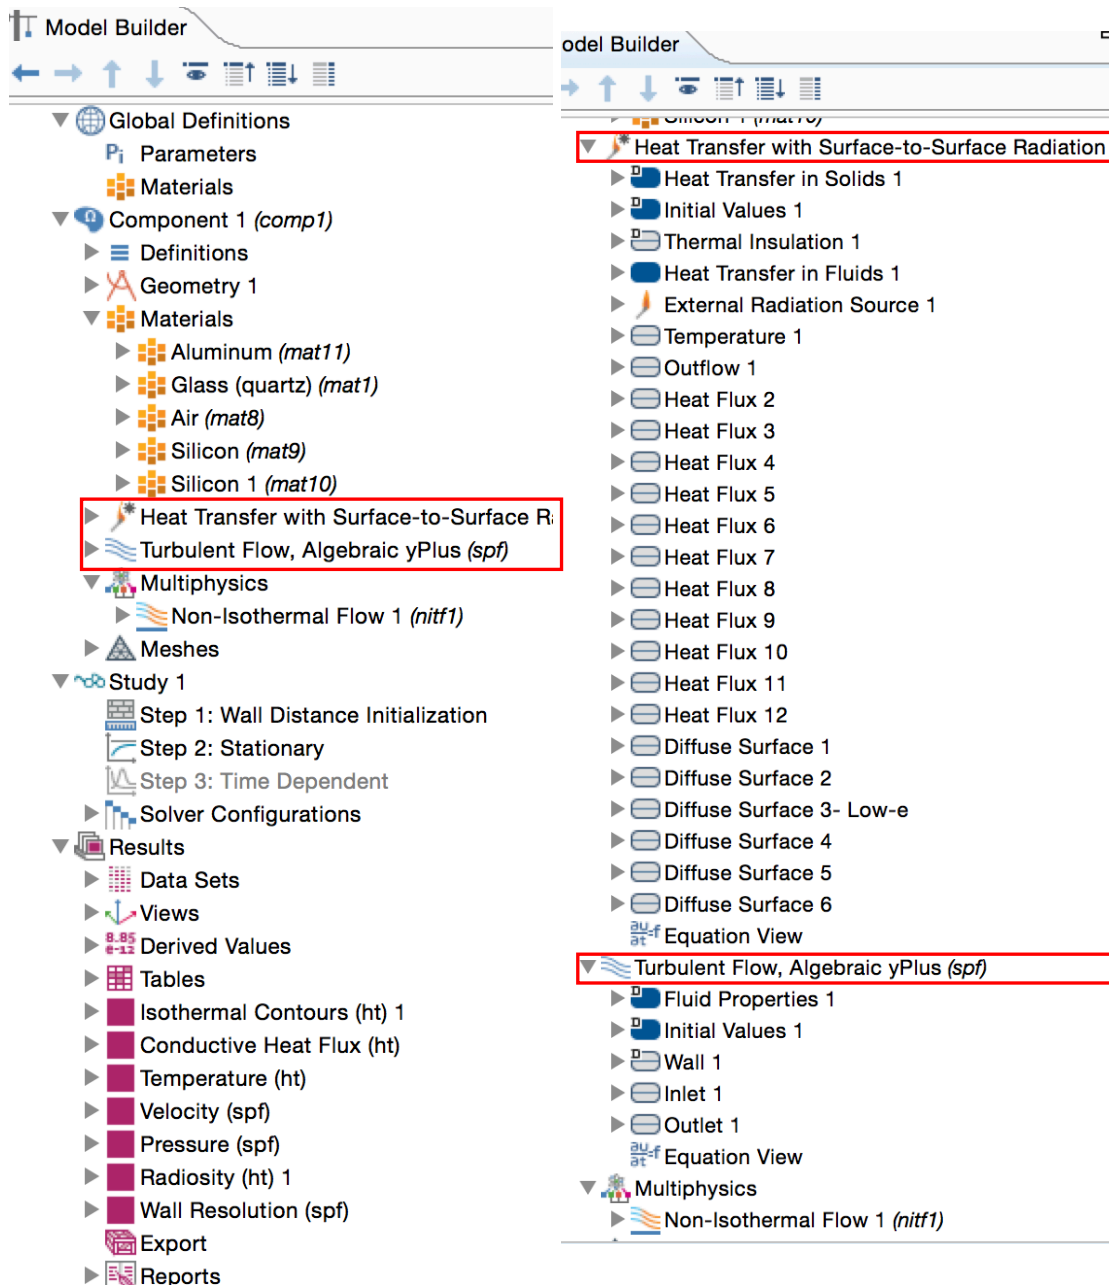 Model Builder
Global Definitions
Pi Parameters
Materials
Component 1 (comp1)
Definitions
Geometry 1
Materials
Aluminum (mat11)
Glass (quartz) (mat1)
Air (mat8)
Silicon (mat9)
Silicon 1 (mat10)
Heat Transfer with Surface-to-Surface R
Turbulent Flow, Algebraic yPlus (spf)
Multiphysics
Non-Isothermal Flow 1 (nitf1)
Meshes
Study 1
Step 1: Wall Distance Initialization
Step 2: Stationary
Step 3: Time Dependent
Solver Configurations
Results
Data Sets
Views
8.85
e-12 Derived Values
Tables
Isothermal Contours (ht) 1
Conductive Heat Flux (ht)
Temperature (ht)
Velocity (spf)
Pressure (spf)
Radiosity (ht) 1
Wall Resolution (spf)
Export
Reports
odel Builder
Silicon 1 (mat10)
Heat Transfer with Surface-to-Surface Radiation
D Heat Transfer in Solids 1
D Initial Values 1
D Thermal Insulation 1
Heat Transfer in Fluids 1
External Radiation Source 1
Temperature 1
Outflow 1
Heat Flux 2
Heat Flux 3
Heat Flux 4
Heat Flux 5
Heat Flux 6
Heat Flux 7
Heat Flux 8
Heat Flux 9
Heat Flux 10
Heat Flux 11
Heat Flux 12
Diffuse Surface 1
Diffuse Surface 2
Diffuse Surface 3- Low-e
Diffuse Surface 4
Diffuse Surface 5
Diffuse Surface 6
∂u/∂t=f Equation View
Turbulent Flow, Algebraic yPlus (spf)
D Fluid Properties 1
D Initial Values 1
D Wall 1
Inlet 1
Outlet 1
∂u/∂t=f Equation View
Multiphysics
Non-Isothermal Flow 1 (nitf1)